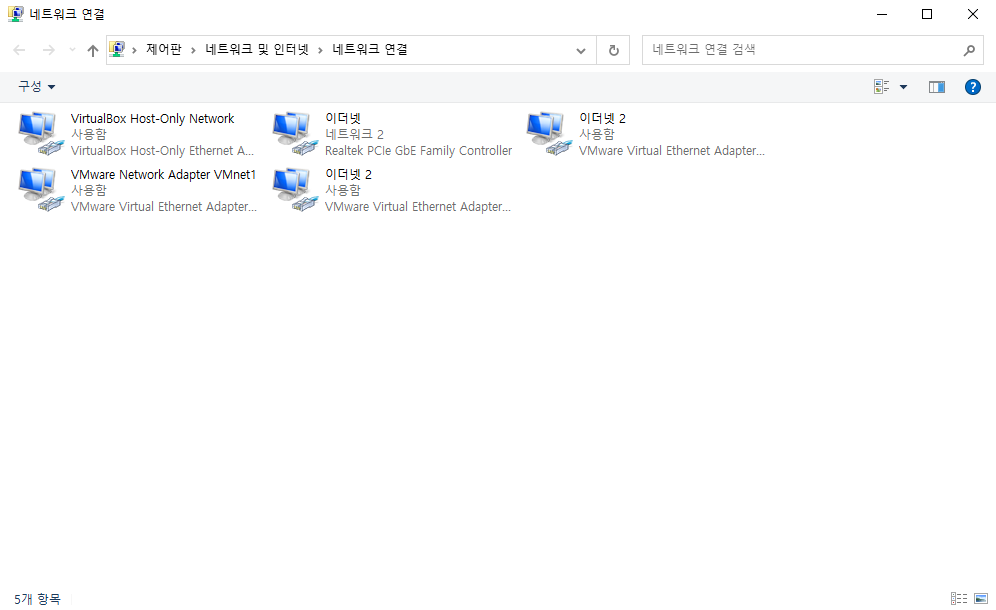 네트워크 연결
제어판 > 네트워크 및 인터넷 > 네트워크 연결
네트워크 연결 검색
구성
VirtualBox Host-Only Network
사용함
VirtualBox Host-Only Ethernet A...
이더넷
네트워크 2
Realtek PCIe GbE Family Controller
이더넷 2
사용함
VMware Virtual Ethernet Adapter...
VMware Network Adapter VMnet1
사용함
VMware Virtual Ethernet Adapter...
이더넷 2
사용함
VMware Virtual Ethernet Adapter...
5개 항목